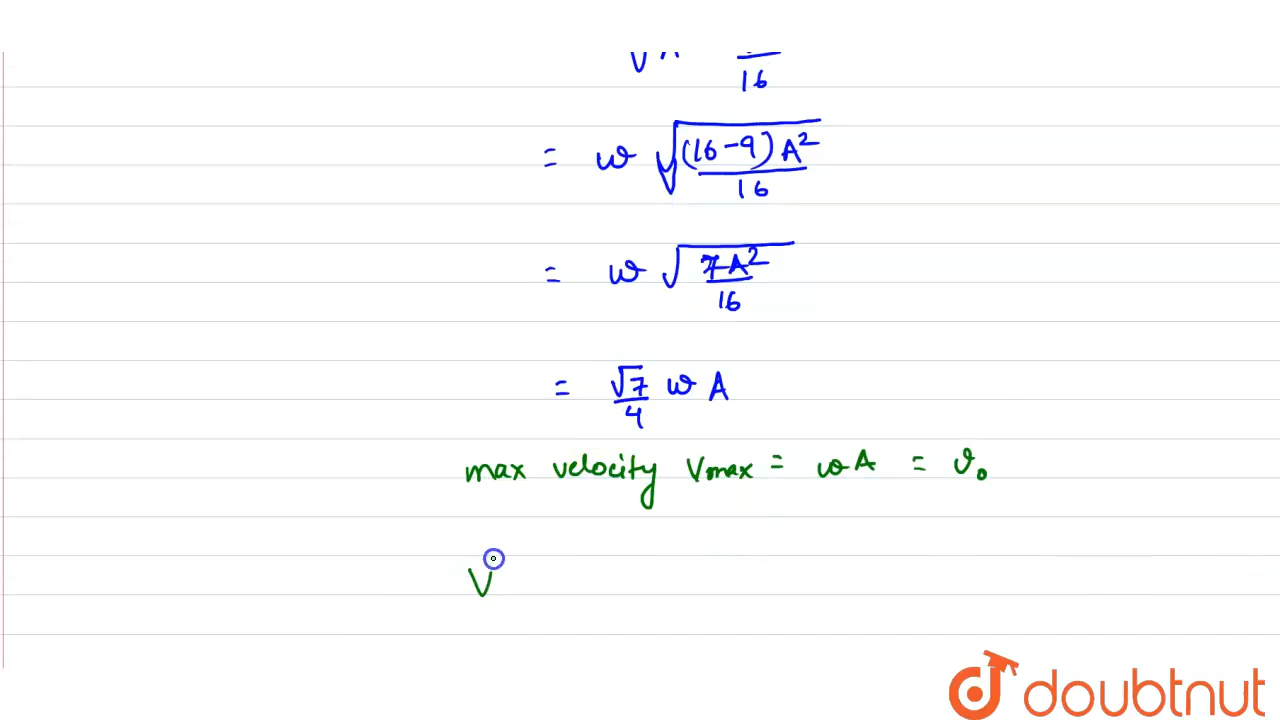 16
= ω √((16-9)A²/16)
= ω √(7A²/16)
= √7/4 ω A
max velocity Vmax = ωA = v₀
V
doubtnut